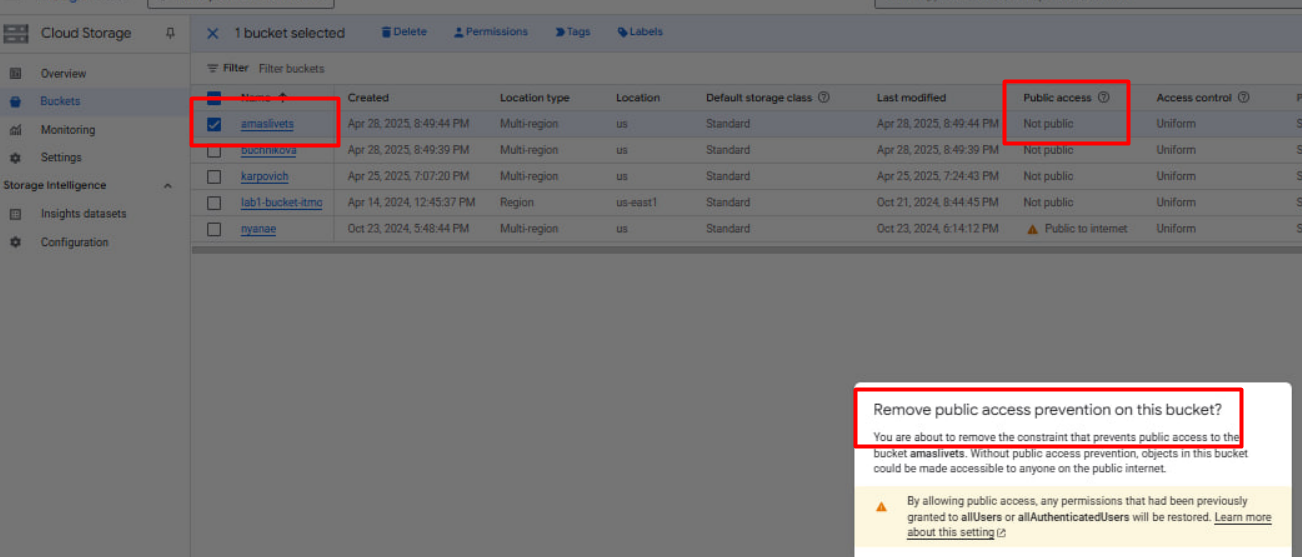 Cloud Storage
1 bucket selected
Delete
Permissions
Tags
Labels
Overview
Buckets
Monitoring
Settings
Storage Intelligence
Insights datasets
Configuration
Filter Filter buckets
Name Created Location type Location Default storage class Last modified Public access Access control
amaslivets Apr 28, 2025, 8:49:44 PM Multi-region us Standard Apr 28, 2025, 8:49:44 PM Not public Uniform
buchnikova Apr 28, 2025, 8:49:39 PM Multi-region us Standard Apr 28, 2025, 8:49:39 PM Not public Uniform
karpovich Apr 25, 2025, 7:07:20 PM Multi-region us Standard Apr 25, 2025, 7:24:43 PM Not public Uniform
lab1-bucket-itmo Apr 14, 2024, 12:45:37 PM Region us-east1 Standard Oct 21, 2024, 8:44:45 PM Not public Uniform
nyanae Oct 23, 2024, 5:48:44 PM Multi-region us Standard Oct 23, 2024, 6:14:12 PM Public to internet Uniform
Remove public access prevention on this bucket?
You are about to remove the constraint that prevents public access to the
bucket amaslivets. Without public access prevention, objects in this bucket
could be made accessible to anyone on the public internet.
By allowing public access, any permissions that had been previously
granted to allUsers or allAuthenticatedUsers will be restored. Learn more
about this setting